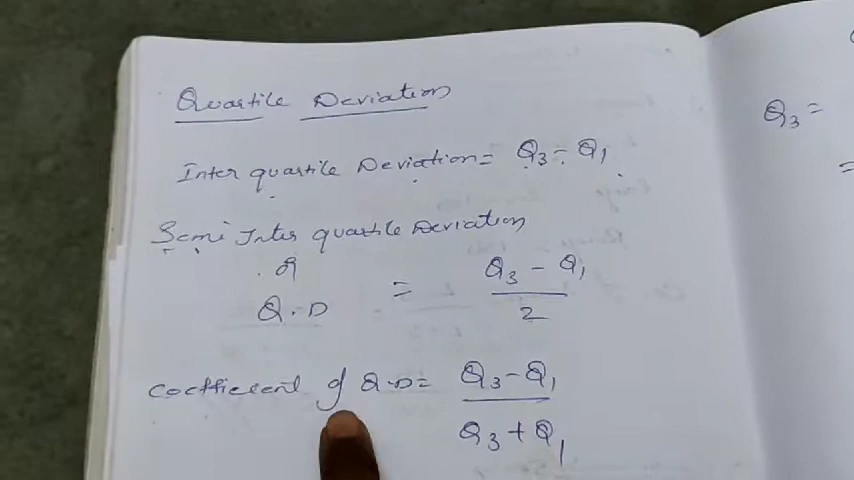 Quartile Deviation
Inter quartile Deviation = Q₃ - Q₁
Semi Inter quartile Deviation
or
Q.D = (Q₃ - Q₁) / 2
Coefficient of Q.D = (Q₃ - Q₁) / (Q₃ + Q₁)
Q₃ =
=